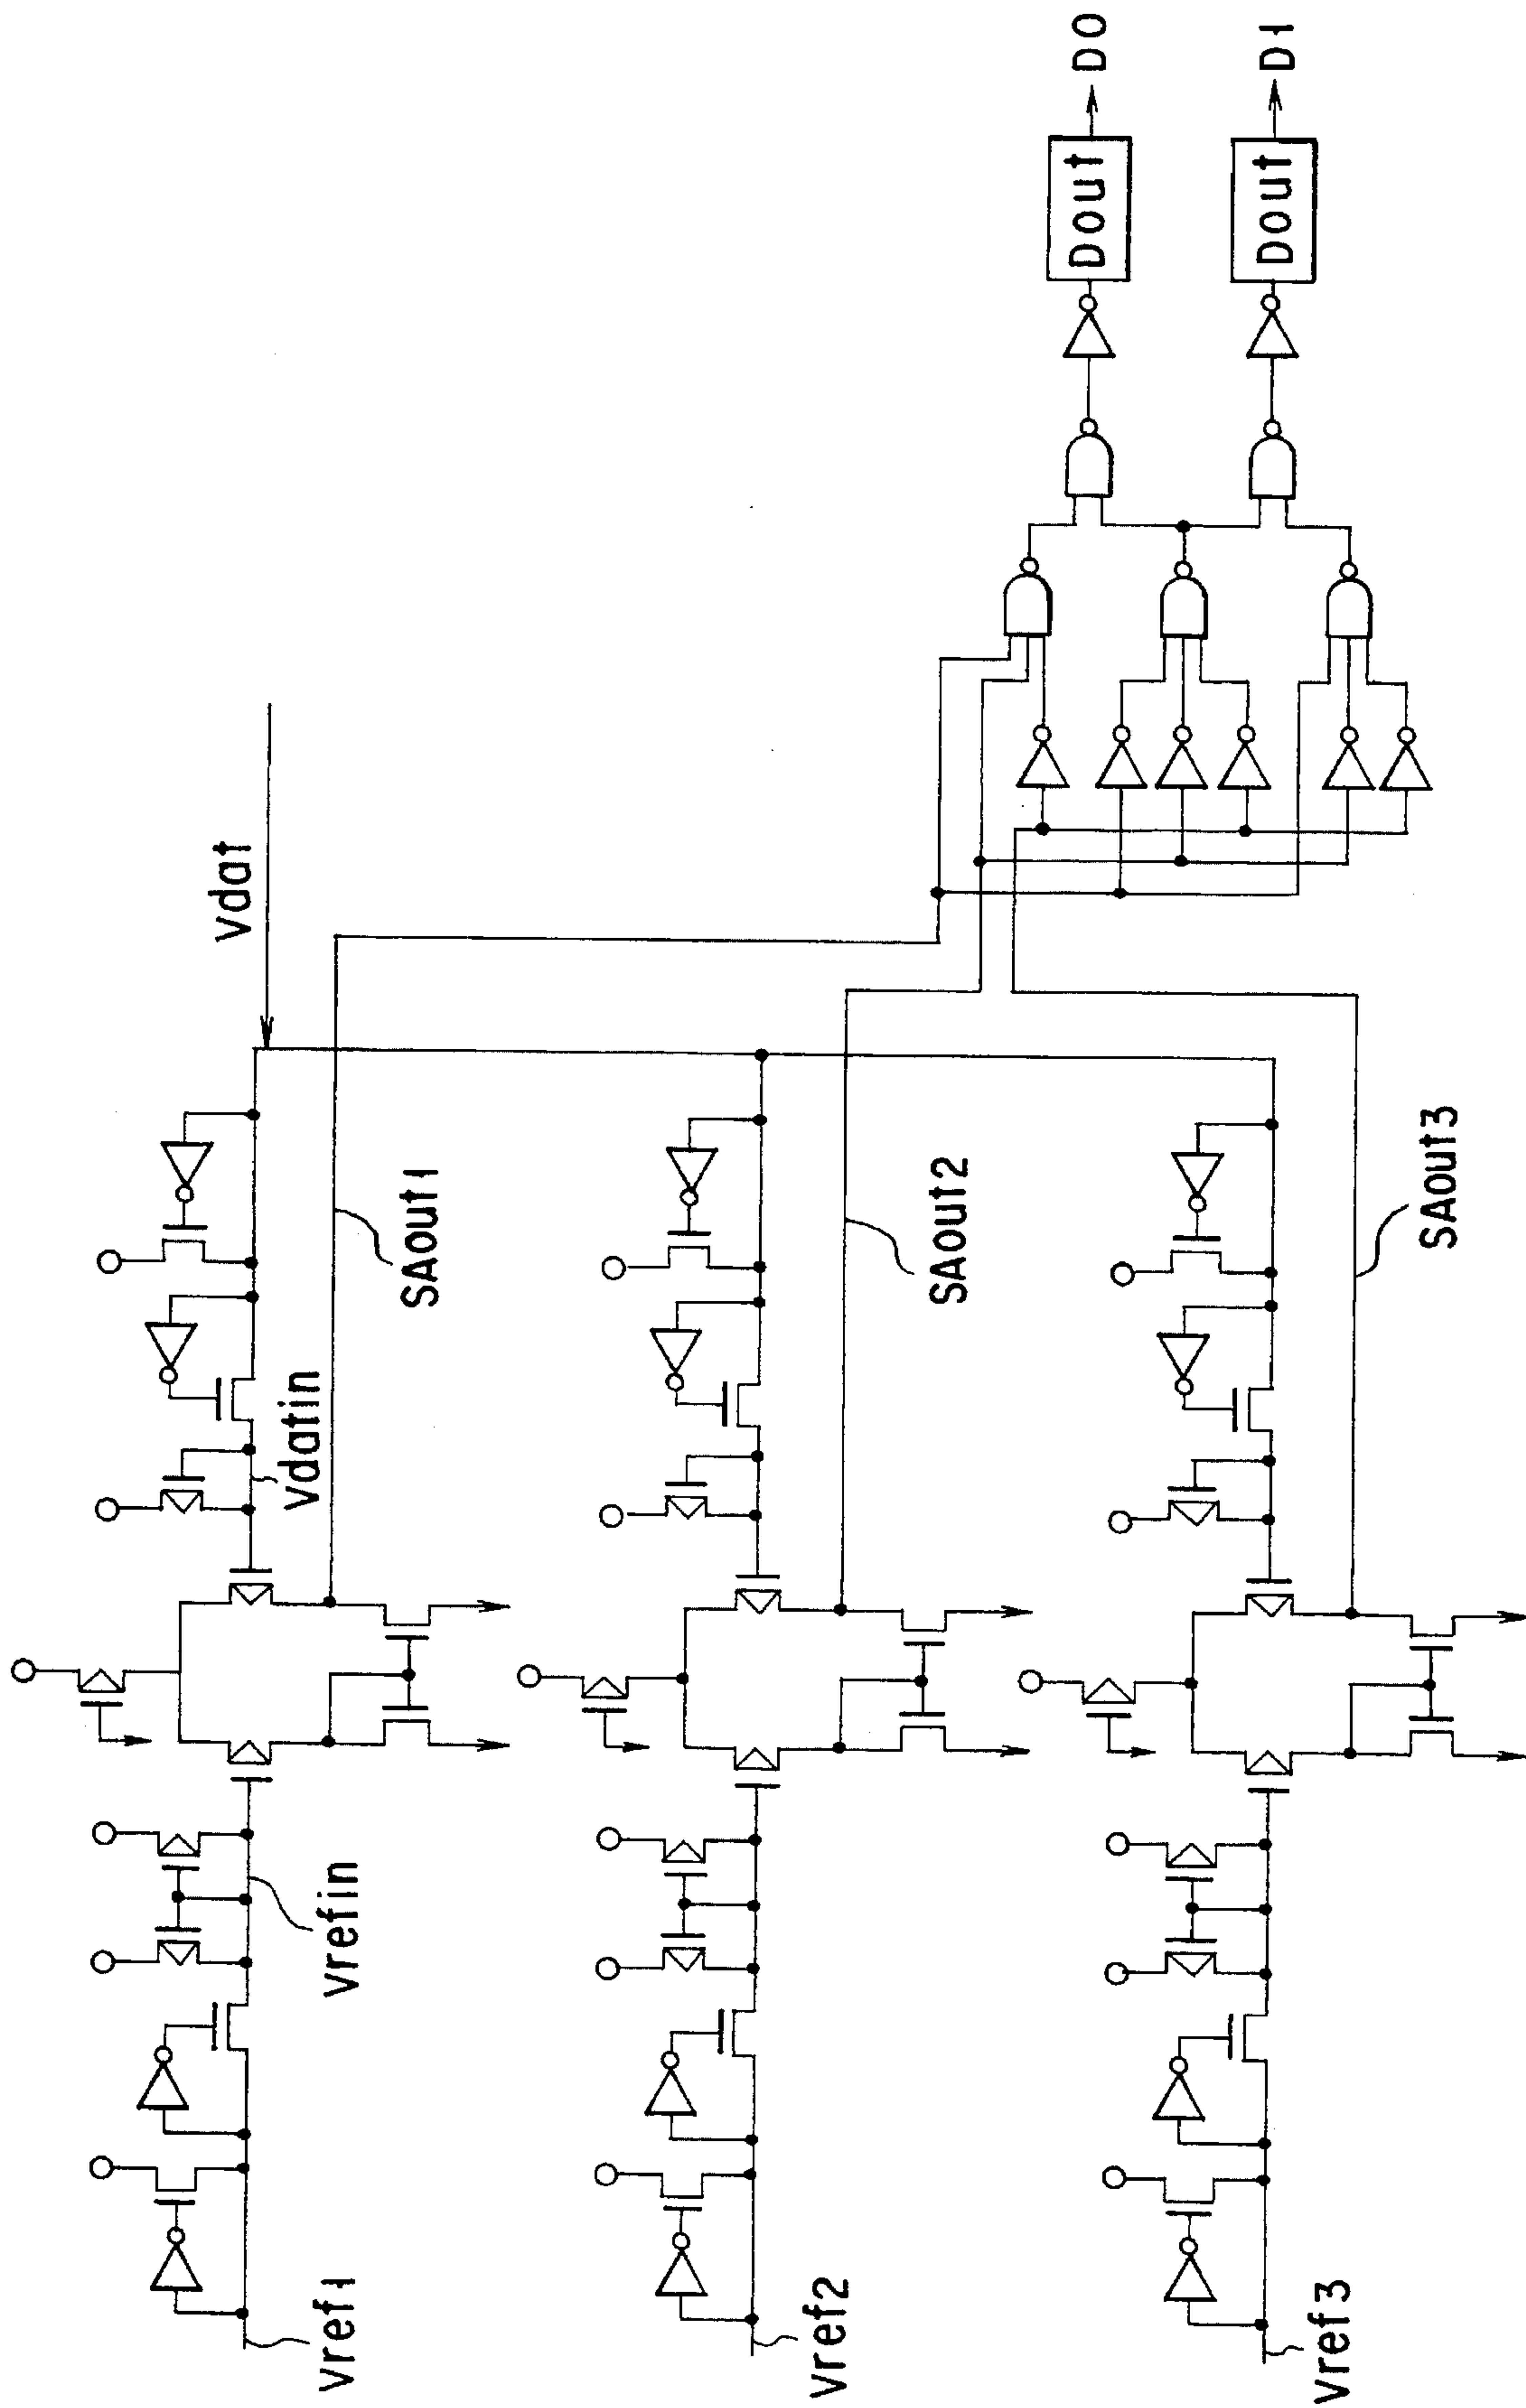 Vref1
Vrefin
Vdatin
SAout1
Vdat
Vref2
SAout2
Vref3
SAout3
Dout
D0
Dout
D1